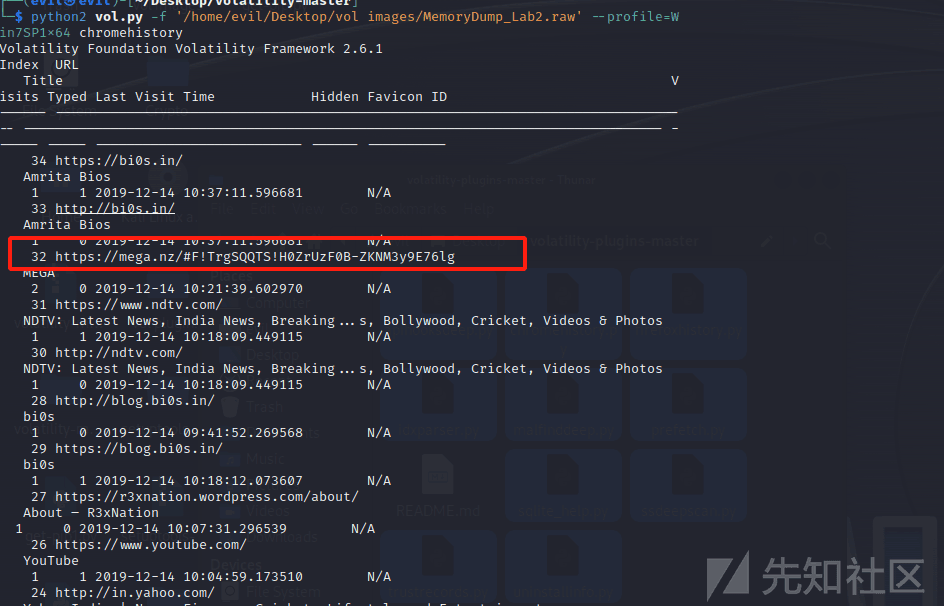 (evil㉿evil)-[~/Desktop/volatility-master]
└─$ python2 vol.py -f '/home/evil/Desktop/vol images/MemoryDump_Lab2.raw' --profile=W
in7SP1×64 chromehistory
Volatility Foundation Volatility Framework 2.6.1
Index URL
Title V
isits Typed Last Visit Time Hidden Favicon ID
34 https://bi0s.in/
Amrita Bios
1 1 2019-12-14 10:37:11.596681 N/A
33 http://bi0s.in/
Amrita Bios
1 0 2019-12-14 10:37:11.596681 N/A
32 https://mega.nz/#F!TrgSQQTS!H0ZrUzF0B-ZKNM3y9E76lg
MEGA
2 0 2019-12-14 10:21:39.602970 N/A
31 https://www.ndtv.com/
NDTV: Latest News, India News, Breaking...s, Bollywood, Cricket, Videos & Photos
1 1 2019-12-14 10:18:09.449115 N/A
30 http://ndtv.com/
NDTV: Latest News, India News, Breaking...s, Bollywood, Cricket, Videos & Photos
1 0 2019-12-14 10:18:09.449115 N/A
28 http://blog.bi0s.in/
bi0s
1 0 2019-12-14 09:41:52.269568 N/A
29 https://blog.bi0s.in/
bi0s
1 1 2019-12-14 10:18:12.073607 N/A
27 https://r3xnation.wordpress.com/about/
About — R3xNation
1 0 2019-12-14 10:07:31.296539 N/A
26 https://www.youtube.com/
YouTube
1 1 2019-12-14 10:04:59.173510 N/A
24 http://in.yahoo.com/
先知社区